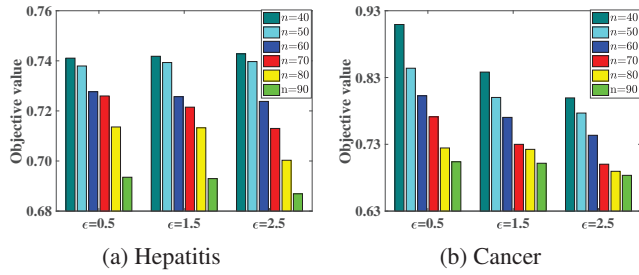 0.76
0.74
0.72
0.70
0.68
Objective value
n=40
n=50
n=60
n=70
n=80
n=90
ϵ=0.5 ϵ=1.5 ϵ=2.5
(a) Hepatitis
0.93
0.83
0.73
0.63
Objective value
n=40
n=50
n=60
n=70
n=80
n=90
ϵ=0.5 ϵ=1.5 ϵ=2.5
(b) Cancer